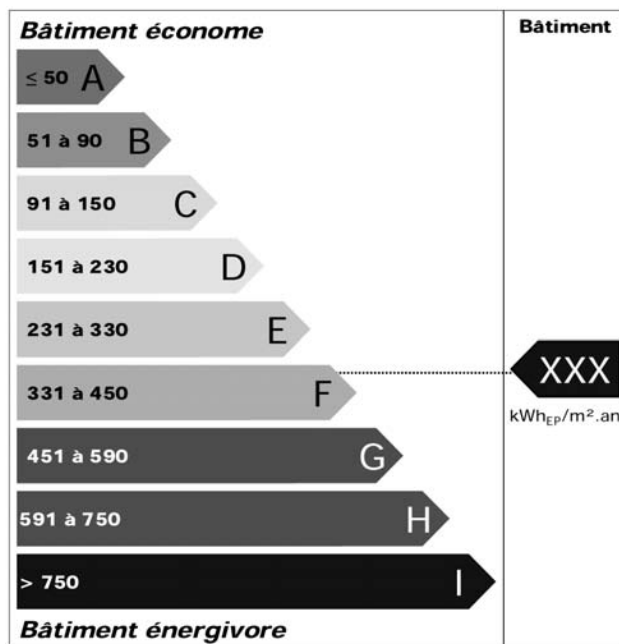 Bâtiment économe
Bâtiment
≤ 50 A
51 à 90 B
91 à 150 C
151 à 230 D
231 à 330 E
XXX
331 à 450 F
kWhEP/m².an
451 à 590 G
591 à 750 H
> 750 I
Bâtiment énergivore